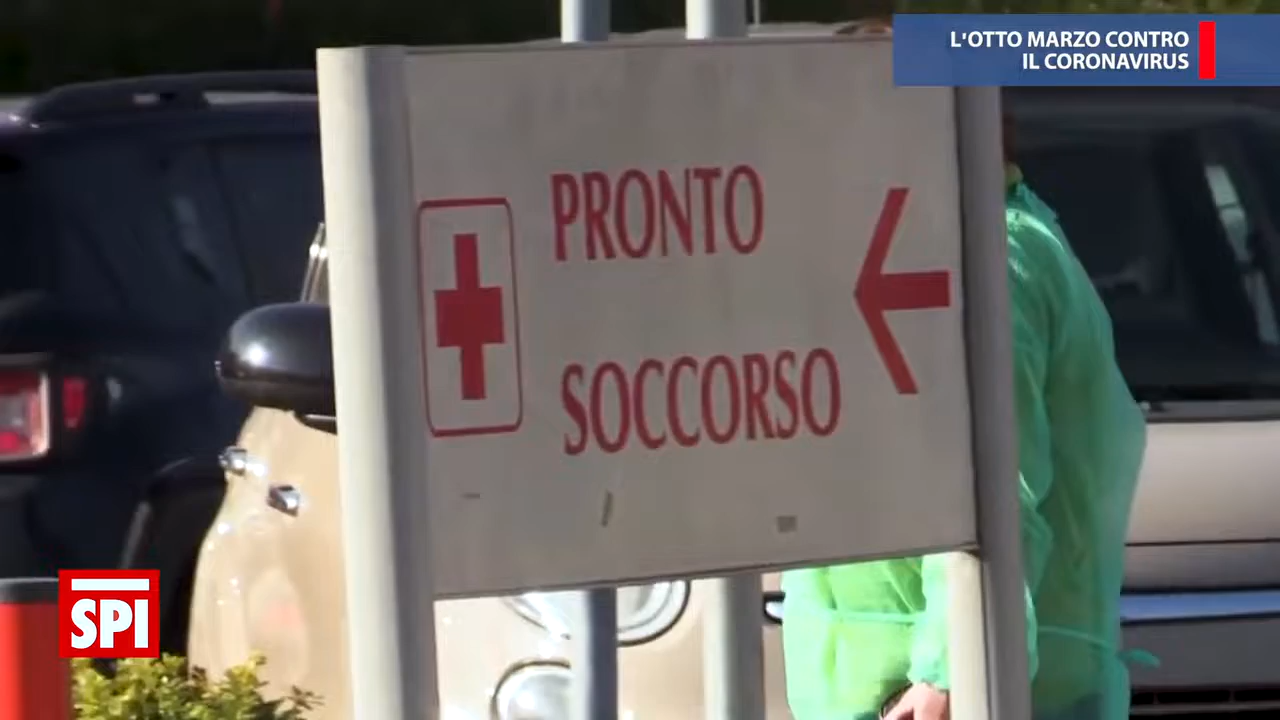 L'OTTO MARZO CONTRO
IL CORONAVIRUS
PRONTO
SOCCORSO
SPI